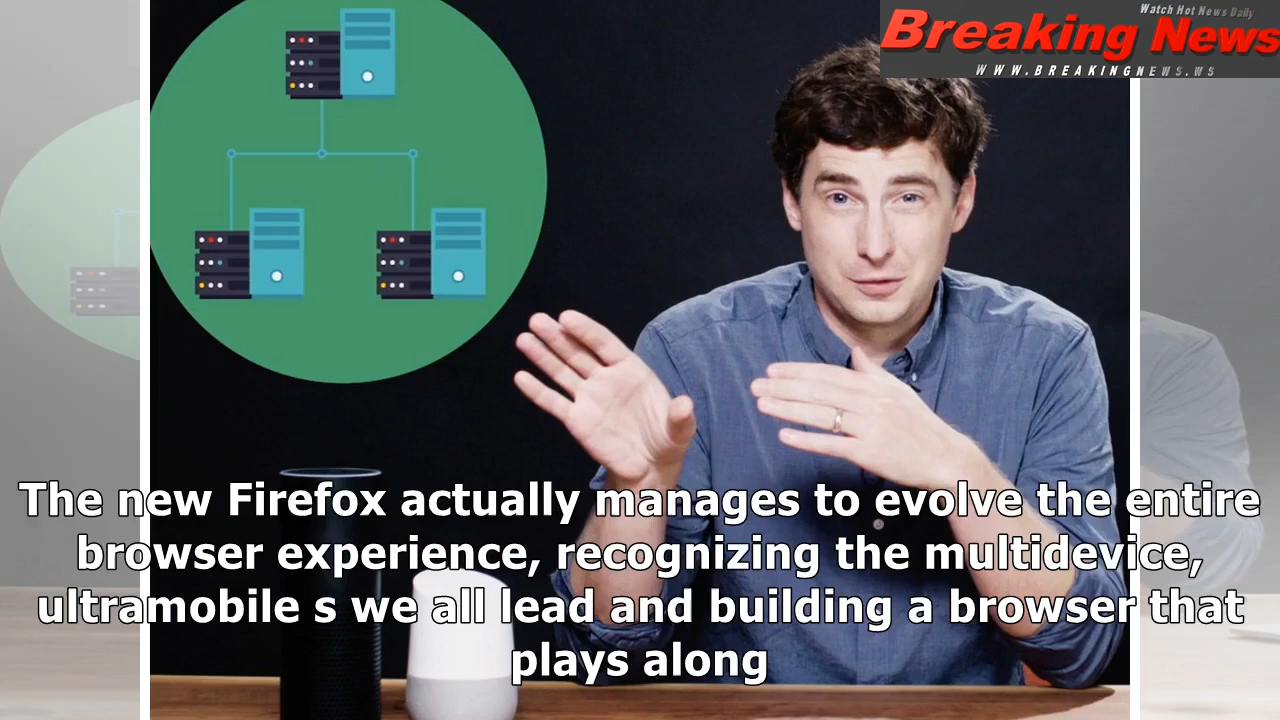 Watch Hot News Daily
Breaking News
WWW.BREAKINGNEWS.WS
The new Firefox actually manages to evolve the entire
browser experience, recognizing the multidevice,
ultramobile s we all lead and building a browser that
plays along